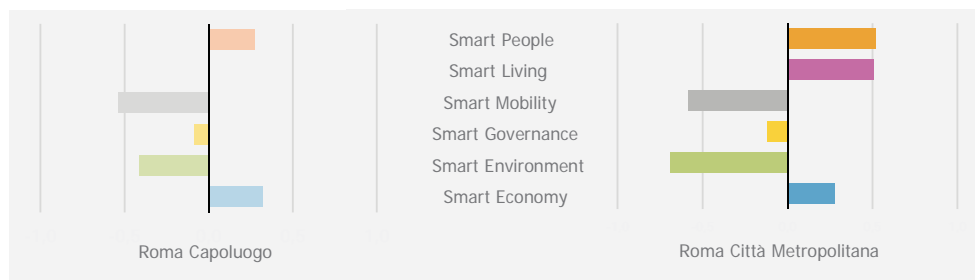 Smart People
Smart Living
Smart Mobility
Smart Governance
Smart Environment
Smart Economy
Roma Capoluogo
Roma Città Metropolitana